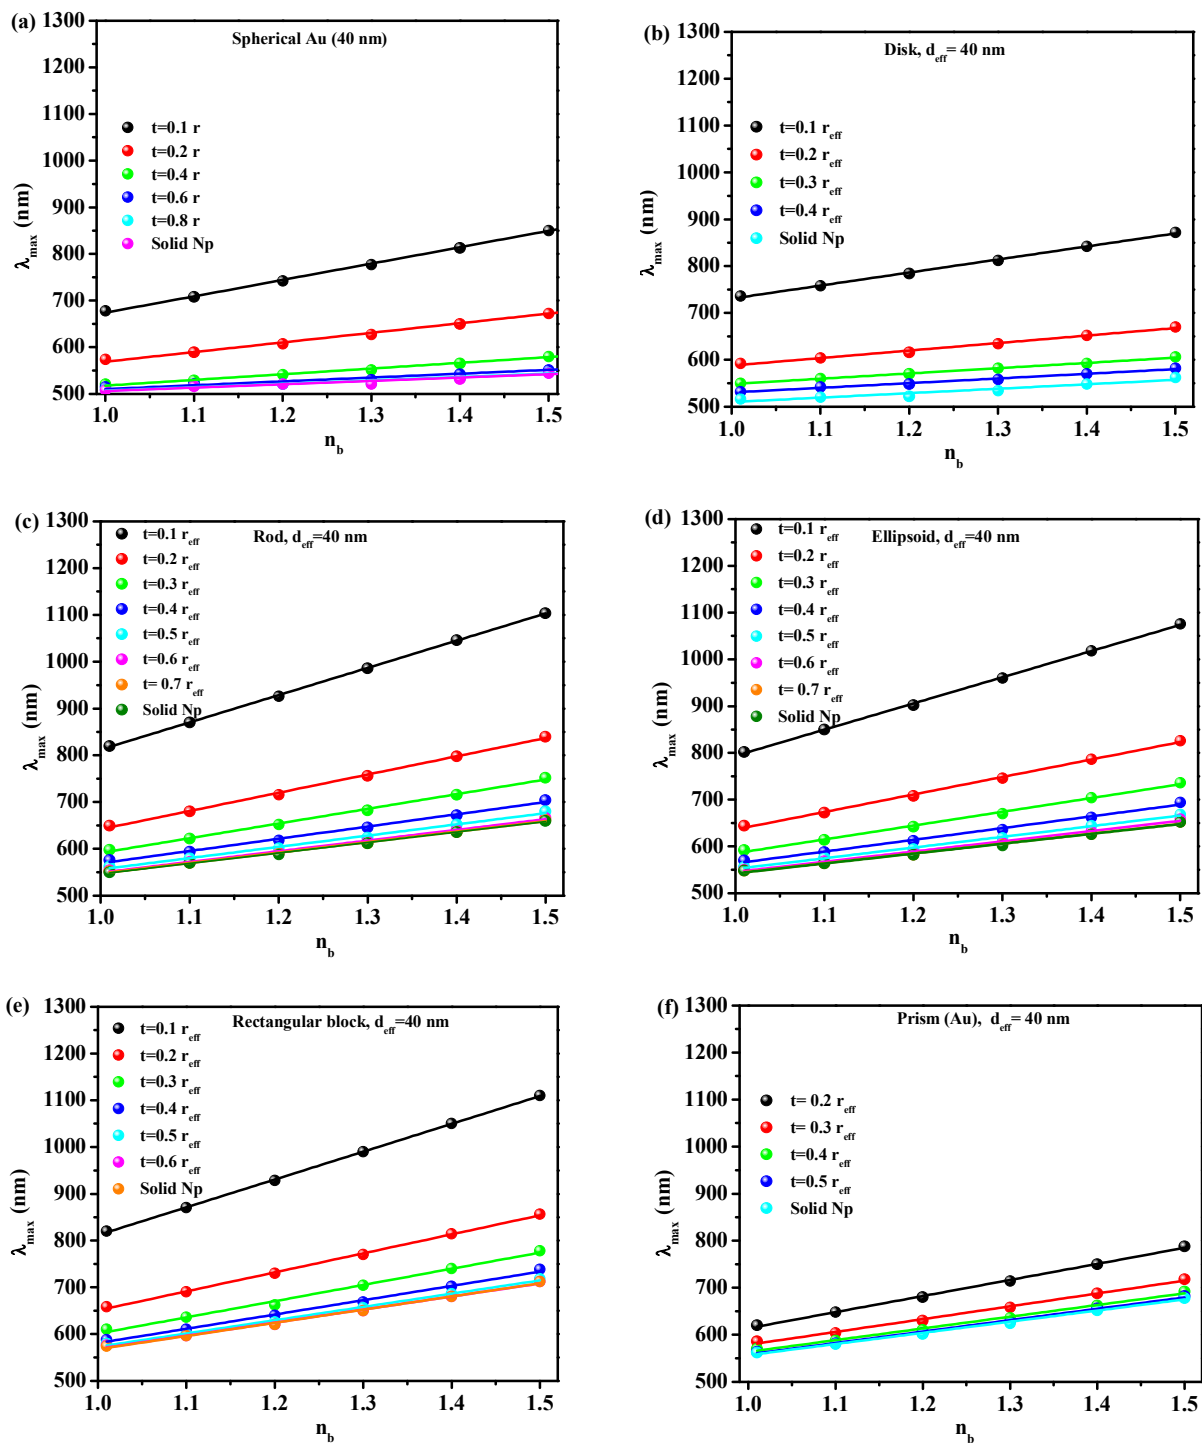 (a)
Spherical Au (40 nm)
t=0.1 r
t=0.2 r
t=0.4 r
t=0.6 r
t=0.8 r
Solid Np
1300
1200
1100
1000
900
800
700
600
500
λmax (nm)
1.0 1.1 1.2 1.3 1.4 1.5
nb
(b)
Disk, deff= 40 nm
t=0.1 reff
t=0.2 reff
t=0.3 reff
t=0.4 reff
Solid Np
1300
1200
1100
1000
900
800
700
600
500
λmax (nm)
1.0 1.1 1.2 1.3 1.4 1.5
nb
(c)
Rod, deff=40 nm
t=0.1 reff
t=0.2 reff
t=0.3 reff
t=0.4 reff
t=0.5 reff
t=0.6 reff
t= 0.7 reff
Solid Np
1300
1200
1100
1000
900
800
700
600
500
λmax (nm)
1.0 1.1 1.2 1.3 1.4 1.5
nb
(d)
Ellipsoid, deff=40 nm
t=0.1 reff
t=0.2 reff
t=0.3 reff
t=0.4 reff
t=0.5 reff
t=0.6 reff
t= 0.7 reff
Solid Np
1300
1200
1100
1000
900
800
700
600
500
λmax (nm)
1.0 1.1 1.2 1.3 1.4 1.5
nb
(e)
Rectangular block, deff=40 nm
t=0.1 reff
t=0.2 reff
t=0.3 reff
t=0.4 reff
t=0.5 reff
t=0.6 reff
Solid Np
1300
1200
1100
1000
900
800
700
600
500
λmax (nm)
1.0 1.1 1.2 1.3 1.4 1.5
nb
(f)
Prism (Au), deff= 40 nm
t= 0.2 reff
t= 0.3 reff
t=0.4 reff
t=0.5 reff
Solid Np
1300
1200
1100
1000
900
800
700
600
500
λmax (nm)
1.0 1.1 1.2 1.3 1.4 1.5
nb